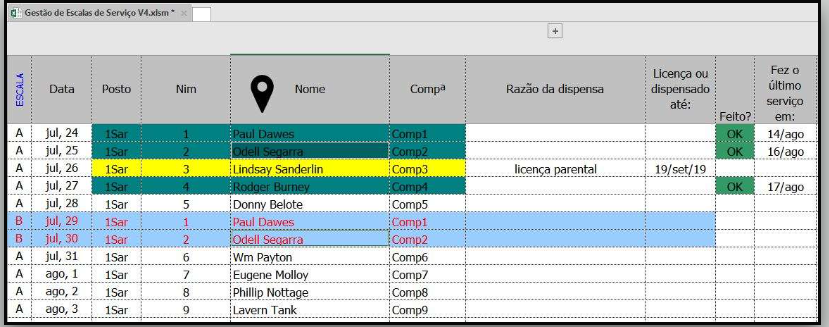 Gestão de Escalas de Serviço V4.xlsm *
ESCALA Data Posto Nim Nome Compª Razão da dispensa Licença ou dispensado até: Feito? Fez o último serviço em:
A jul, 24 1Sar 1 Paul Dawes Comp1 OK 14/ago
A jul, 25 1Sar 2 Odell Segarra Comp2 OK 16/ago
A jul, 26 1Sar 3 Lindsay Sanderlin Comp3 licença parental 19/set/19
A jul, 27 1Sar 4 Rodger Burney Comp4 OK 17/ago
A jul, 28 1Sar 5 Donny Belote Comp5
B jul, 29 1Sar 1 Paul Dawes Comp1
B jul, 30 1Sar 2 Odell Segarra Comp2
A jul, 31 1Sar 6 Wm Payton Comp6
A ago, 1 1Sar 7 Eugene Molloy Comp7
A ago, 2 1Sar 8 Phillip Nottage Comp8
A ago, 3 1Sar 9 Lavern Tank Comp9